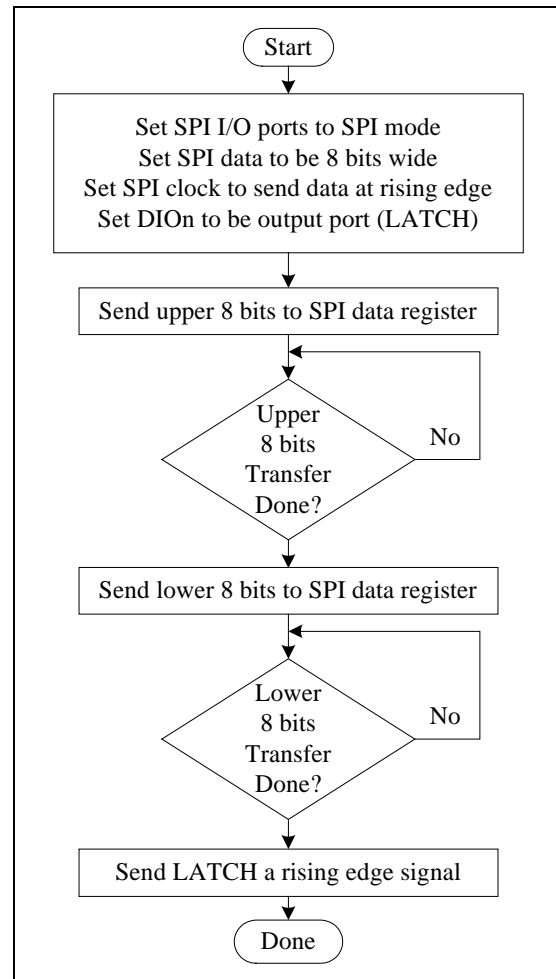 Start
Set SPI I/O ports to SPI mode
Set SPI data to be 8 bits wide
Set SPI clock to send data at rising edge
Set DIOn to be output port (LATCH)
Send upper 8 bits to SPI data register
Upper
8 bits
Transfer
Done?
No
Send lower 8 bits to SPI data register
Lower
8 bits
Transfer
Done?
No
Send LATCH a rising edge signal
Done